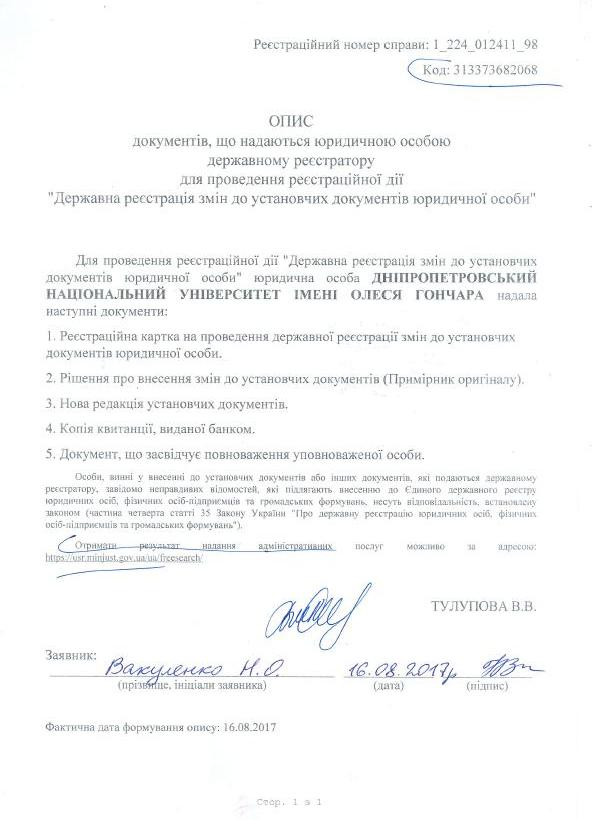 Реєстраційний номер справи: 1_224_012411_98
Код: 313373682068
ОПИС
документів, що надаються юридичною особою
державному реєстратору
для проведення реєстраційної дії
"Державна реєстрація змін до установчих документів юридичної особи"
Для проведення реєстраційної дії "Державна реєстрація змін до установчих
документів юридичної особи" юридична особа ДНІПРОПЕТРОВСЬКИЙ
НАЦІОНАЛЬНИЙ УНІВЕРСИТЕТ ІМЕНІ ОЛЕСЯ ГОНЧАРА надала
наступні документи:
1. Реєстраційна картка на проведення державної реєстрації змін до установчих
документів юридичної особи.
2. Рішення про внесення змін до установчих документів (Примірник оригіналу).
3. Нова редакція установчих документів.
4. Копія квитанції, виданої банком.
5. Документ, що засвідчує повноваження уповноваженої особи.
Особи, винні у внесенні до установчих документів або інших документів, які подаються державному
реєстратору, завідомо неправдивих відомостей, які підлягають внесенню до Єдиного державного реєстру
юридичних осіб, фізичних осіб-підприємців та громадських формувань, несуть відповідальність, встановлену
законом (частина четверта статті 35 Закону України "Про державну реєстрацію юридичних осіб, фізичних
осіб-підприємців та громадських формувань").
Отримати результат надання адміністративних послуг можливо за адресою:
https://usr.minjust.gov.ua/ua/freesearch/
ТУЛУПОВА В.В.
Заявник: Вакуленко Н.О. 16.08.2017р
(прізвище, ініціали заявника) (дата) (підпис)
Фактична дата формування опису: 16.08.2017
Стор. 1 з 1